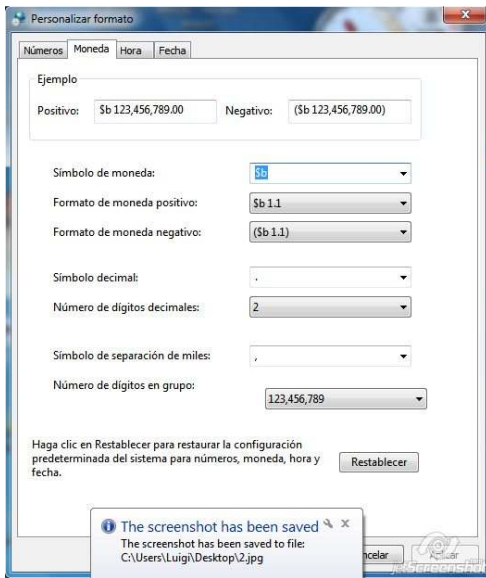 Personalizar formato
Números Moneda Hora Fecha
Ejemplo
Positivo: $b 123,456,789.00 Negativo: ($b 123,456,789.00)
Símbolo de moneda: $b
Formato de moneda positivo: $b 1.1
Formato de moneda negativo: ($b 1.1)
Símbolo decimal: .
Número de dígitos decimales: 2
Símbolo de separación de miles: ,
Número de dígitos en grupo: 123,456,789
Haga clic en Restablecer para restaurar la configuración
predeterminada del sistema para números, moneda, hora y
fecha.
Restablecer
The screenshot has been saved
The screenshot has been saved to file:
C:\Users\Luigi\Desktop\2.jpg
ncelar Aplicar
jetScreenshot